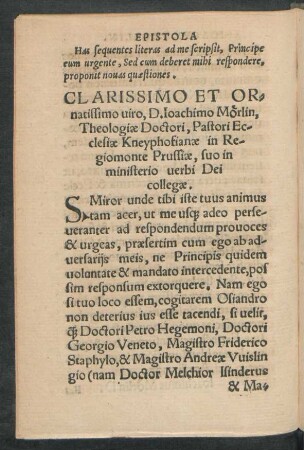 EPISTOLA
Has sequentes literas ad me scripsit, Principe
eum urgente, Sed cum deberet mihi respondere,
proponit nouas quæstiones.
CLARISSIMO ET OR-
natissimo uiro, D. Ioachimo Mőrlin,
Theologiæ Doctori, Pastori Ec-
clesiæ Kneyphofianæ in Re-
giomonte Prussiæ, suo in
ministerio uerbi Dei
collegæ.
S. Miror unde tibi iste tuus animus
tam acer, ut me usq adeo perse-
ueranter ad respondendum prouoces
& urgeas, præsertim cum ego ab ad-
uersarijs meis, ne Principis quidem
uoluntate & mandato intercedente, pos
sim responsum extorquere. Nam ego
si tuo loco essem, cogitarem Osiandro
non deterius ius esse tacendi, si uelit,
q̃ Doctori Petro Hegemoni, Doctori
Georgio Veneto, Magistro Friderico
Staphylo, & Magistro Andreæ Vuislin
gio (nam Doctor Melchior Isinderus
& Ma-